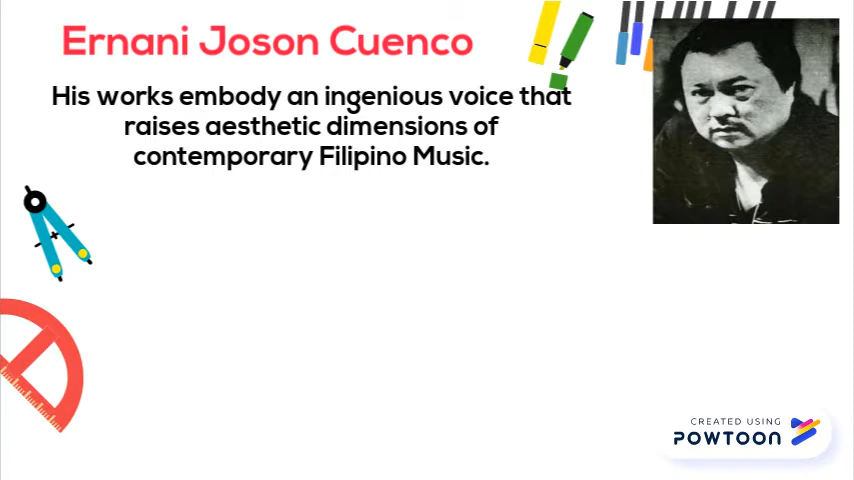 Ernani Joson Cuenco
His works embody an ingenious voice that
raises aesthetic dimensions of
contemporary Filipino Music.
CREATED USING
POWTOON